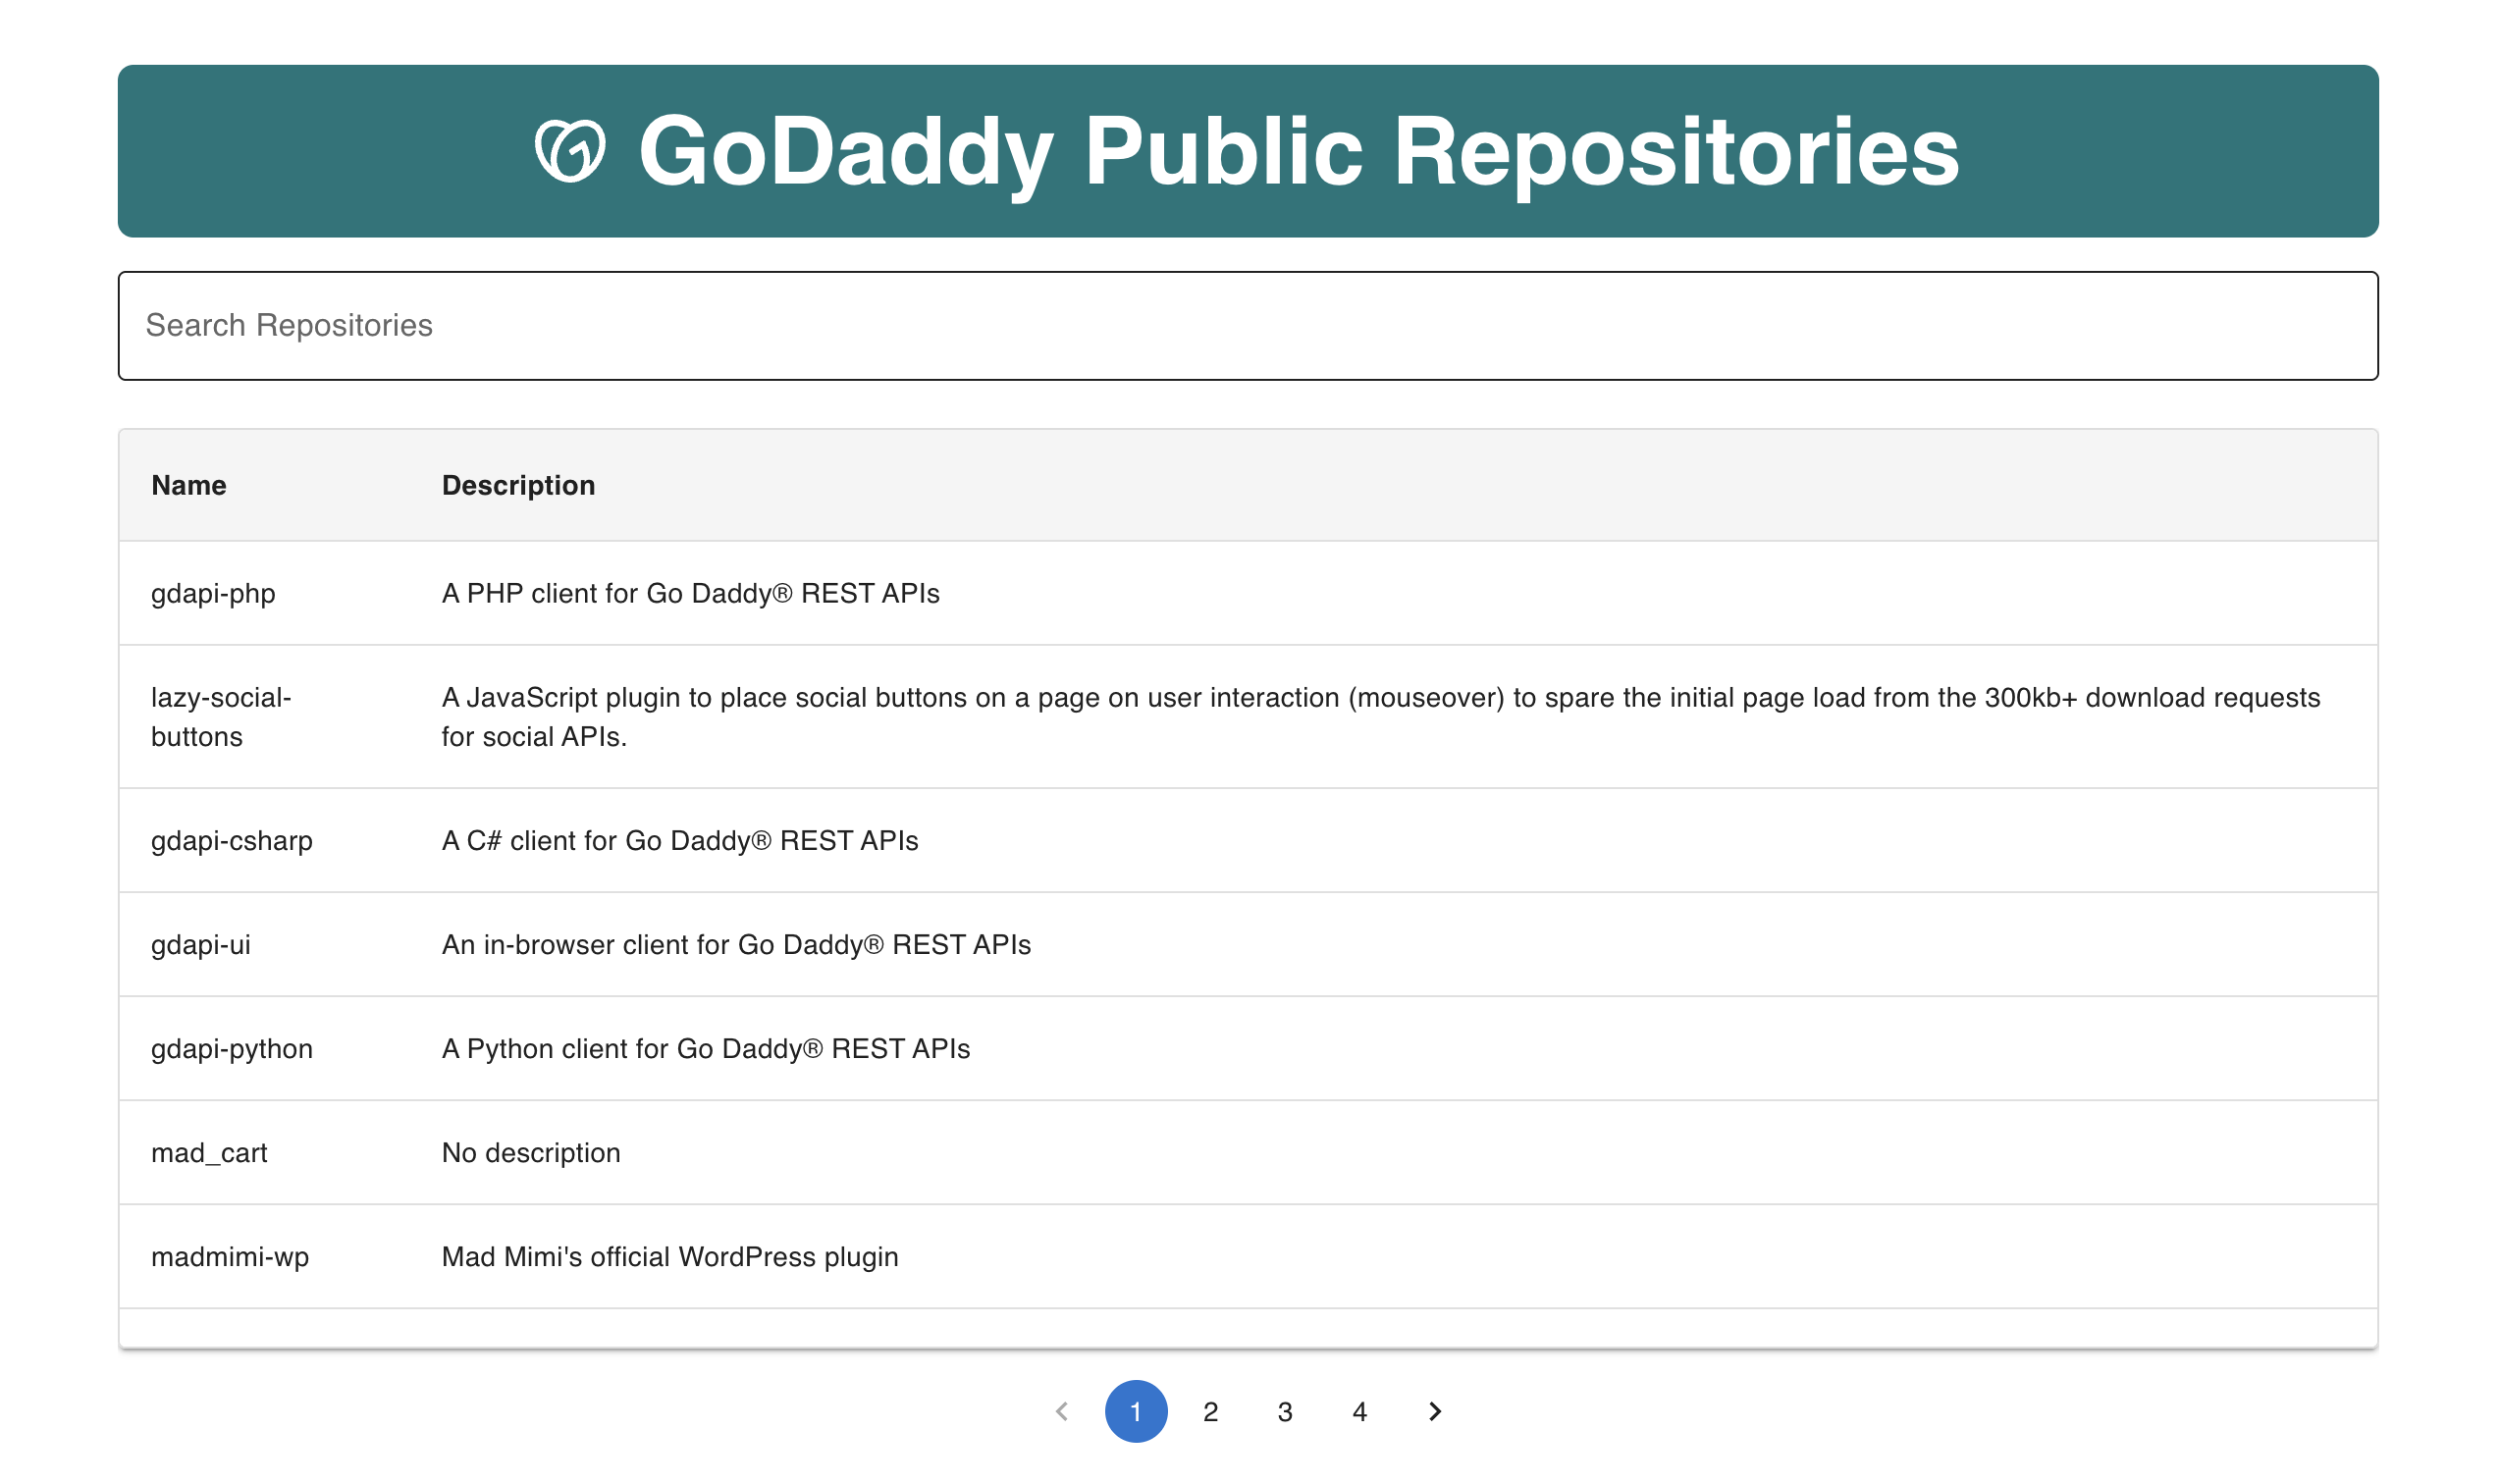 GoDaddy Public Repositories
Search Repositories
Name Description
gdapi-php A PHP client for Go Daddy® REST APIs
lazy-social- A JavaScript plugin to place social buttons on a page on user interaction (mouseover) to spare the initial page load from the 300kb+ download requests
buttons for social APIs.
gdapi-csharp A C# client for Go Daddy® REST APIs
gdapi-ui An in-browser client for Go Daddy® REST APIs
gdapi-python A Python client for Go Daddy® REST APIs
mad_cart No description
madmimi-wp Mad Mimi's official WordPress plugin
1 2 3 4